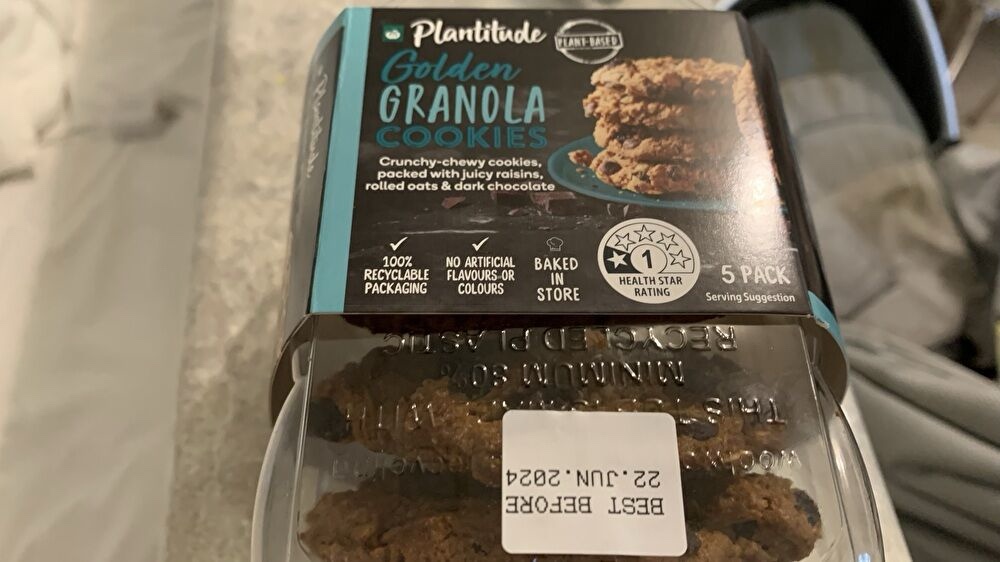 Plantitude
PLANT-BASED
Golden
GRANOLA
COOKIES
Crunchy-chewy cookies,
packed with juicy raisins,
rolled oats & dark chocolate
100%
RECYCLABLE
PACKAGING
NO ARTIFICIAL
FLAVOURS OR
COLOURS
BAKED
IN
STORE
1
HEALTH STAR
RATING
5 PACK
Serving Suggestion
RECYCLED PLASTIC
MINIMUM 80%
WITH
BEST BEFORE
22.JUN.2024